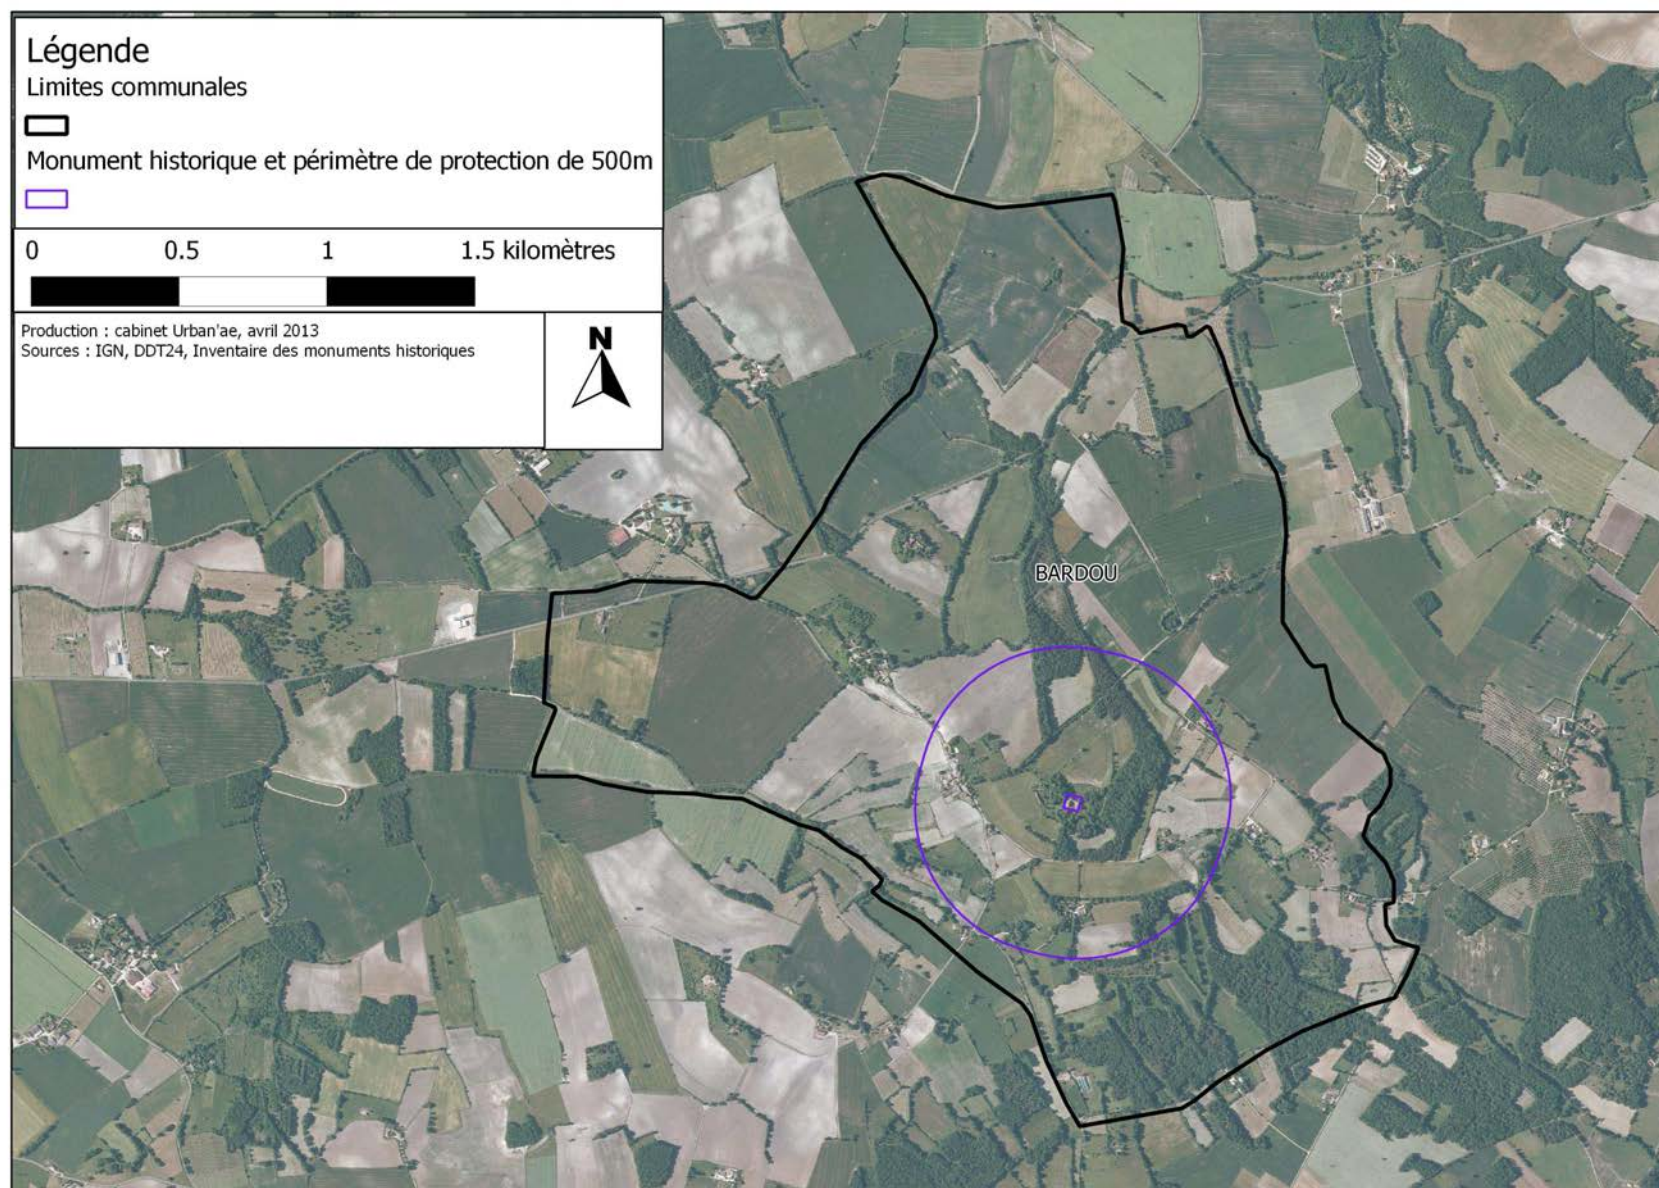 Légende
Limites communales
Monument historique et périmètre de protection de 500m
0 0.5 1 1.5 kilomètres
Production : cabinet Urban'ae, avril 2013
Sources : IGN, DDT24, Inventaire des monuments historiques
N
BARDOU